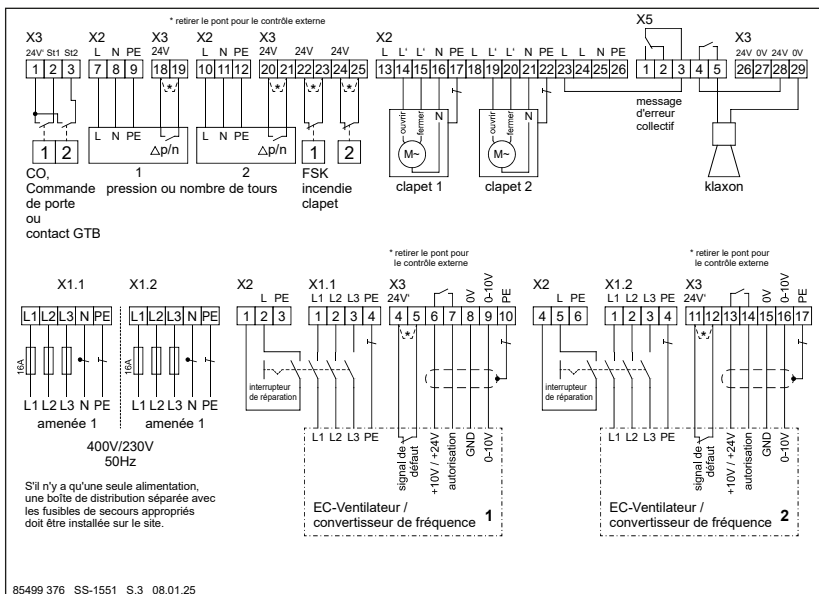 * retirer le pont pour le contrôle externe
X3 X2 X3 X2 X3 X2 X5 X3
24V' St1 St2 L N PE 24V L N PE 24V 24V 24V L L' L' N PE L L' L' N PE L L N PE 24V 0V 24V 0V
1 2 3 7 8 9 18 19 10 11 12 20 21 22 23 24 25 13 14 15 16 17 18 19 20 21 22 23 24 25 26 1 2 3 4 5 26 27 28 29
* * * *
ouvrir fermer N ouvrir fermer N
message
d'erreur
collectif
L N PE L N PE
M~ M~
1 2 Δp/n Δp/n 1 2
CO,
Commande
de porte
ou
contact GTB
1 2
pression ou nombre de tours
FSK
incendie
clapet
clapet 1 clapet 2 klaxon
* retirer le pont pour
le contrôle externe
* retirer le pont pour
le contrôle externe
X1.1 X1.2
X2 X1.1 X3
L PE L1 L2 L3 PE 24V' 0V 0-10V PE
1 2 3 1 2 3 4 4 5 6 7 8 9 10
*
X2 X1.2 X3
L PE L1 L2 L3 PE 24V' 0V 0-10V PE
4 5 6 1 2 3 4 11 12 13 14 15 16 17
*
L1 L2 L3 N PE L1 L2 L3 N PE
16A 16A
L1 L2 L3 N PE L1 L2 L3 N PE
amenée 1 amenée 1
400V/230V
50Hz
S'il n'y a qu'une seule alimentation,
une boîte de distribution séparée avec
les fusibles de secours appropriés
doit être installée sur le site.
interrupteur
de réparation
L1 L2 L3 PE
signal de
défaut
+10V / +24V
autorisation
GND
0-10V
EC-Ventilateur /
convertisseur de fréquence 1
interrupteur
de réparation
L1 L2 L3 PE
signal de
défaut
+10V / +24V
autorisation
GND
0-10V
EC-Ventilateur /
convertisseur de fréquence 2
85499 376 SS-1551 S.3 08.01.25